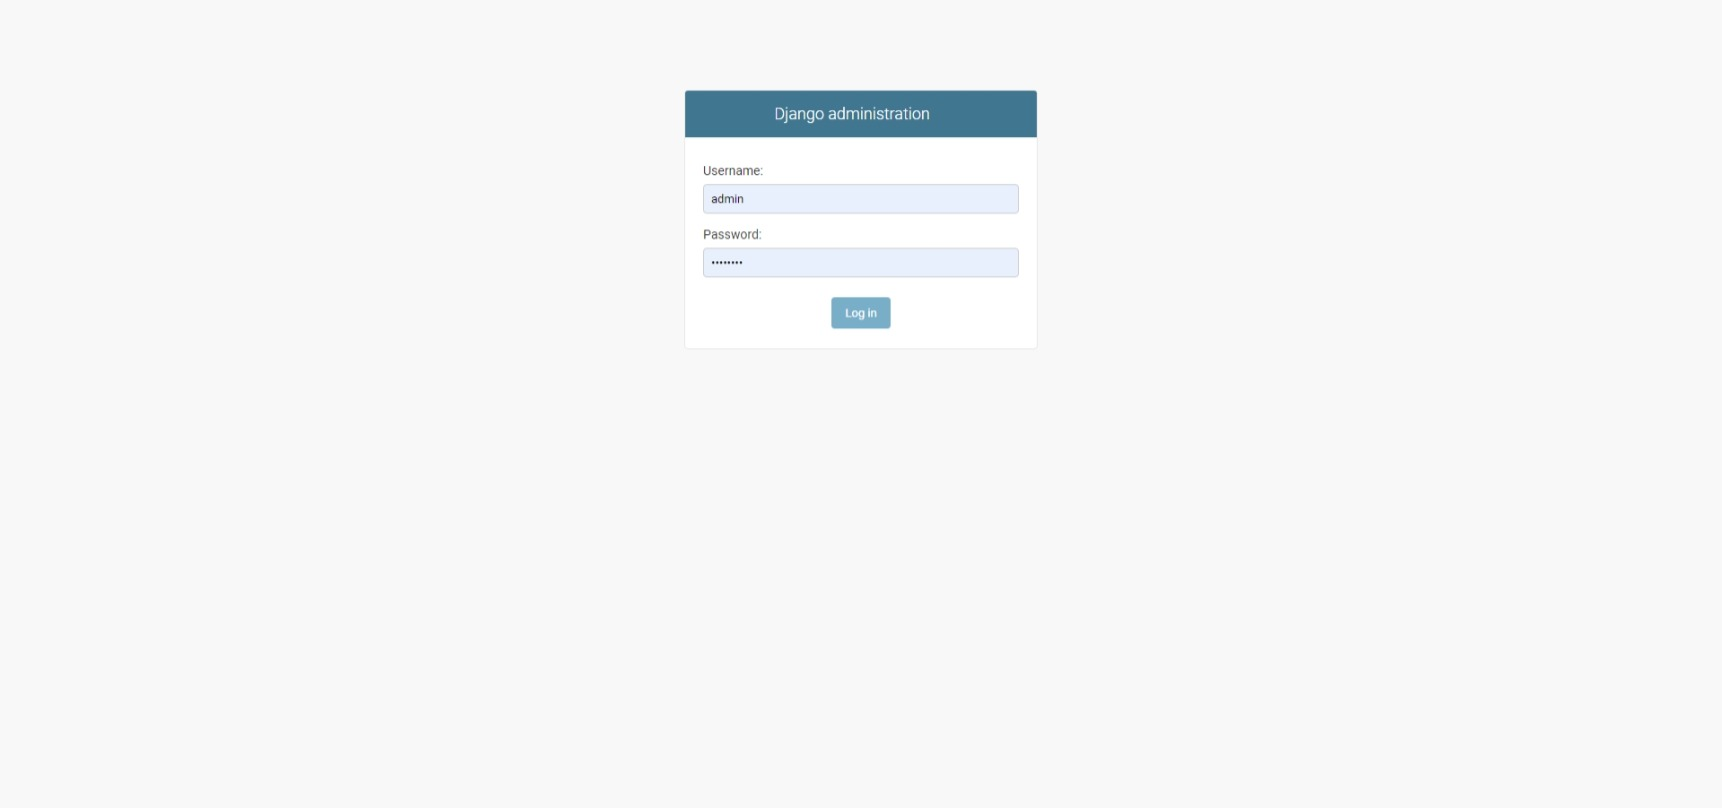 Django administration
Username:
admin
Password:
••••••••
Log in